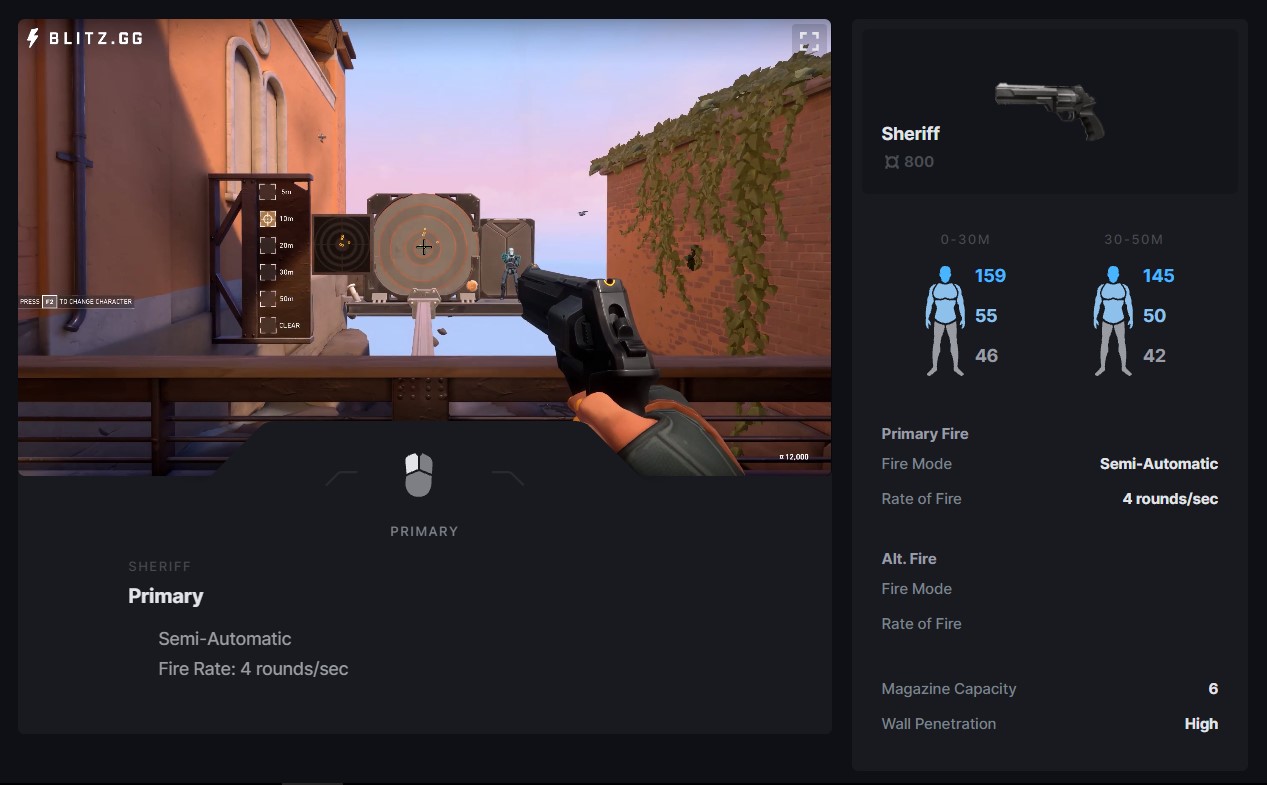 BLITZ.GG
5m
10m
20m
30m
50m
CLEAR
PRESS F2 TO CHANGE CHARACTER
¤ 12,000
PRIMARY
SHERIFF
Primary
Semi-Automatic
Fire Rate: 4 rounds/sec
Sheriff
¤ 800
0-30M 30-50M
159 145
55 50
46 42
Primary Fire
Fire Mode Semi-Automatic
Rate of Fire 4 rounds/sec
Alt. Fire
Fire Mode
Rate of Fire
Magazine Capacity 6
Wall Penetration High